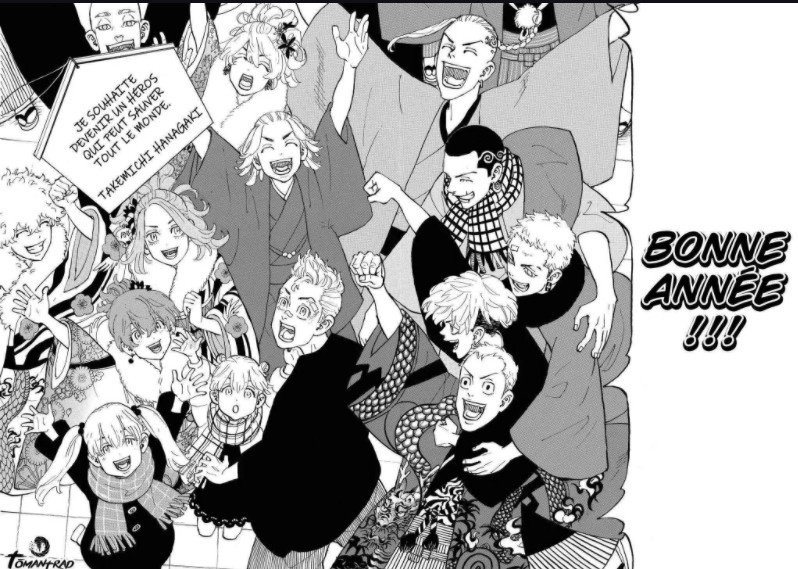 JE SOUHAITE
DEVENIR UN HÉROS
QUI PEUT SAUVER
TOUT LE MONDE.
TAKEMICHI HANAGAKI
BONNE
ANNÉE
!!!
TOMANTRAD